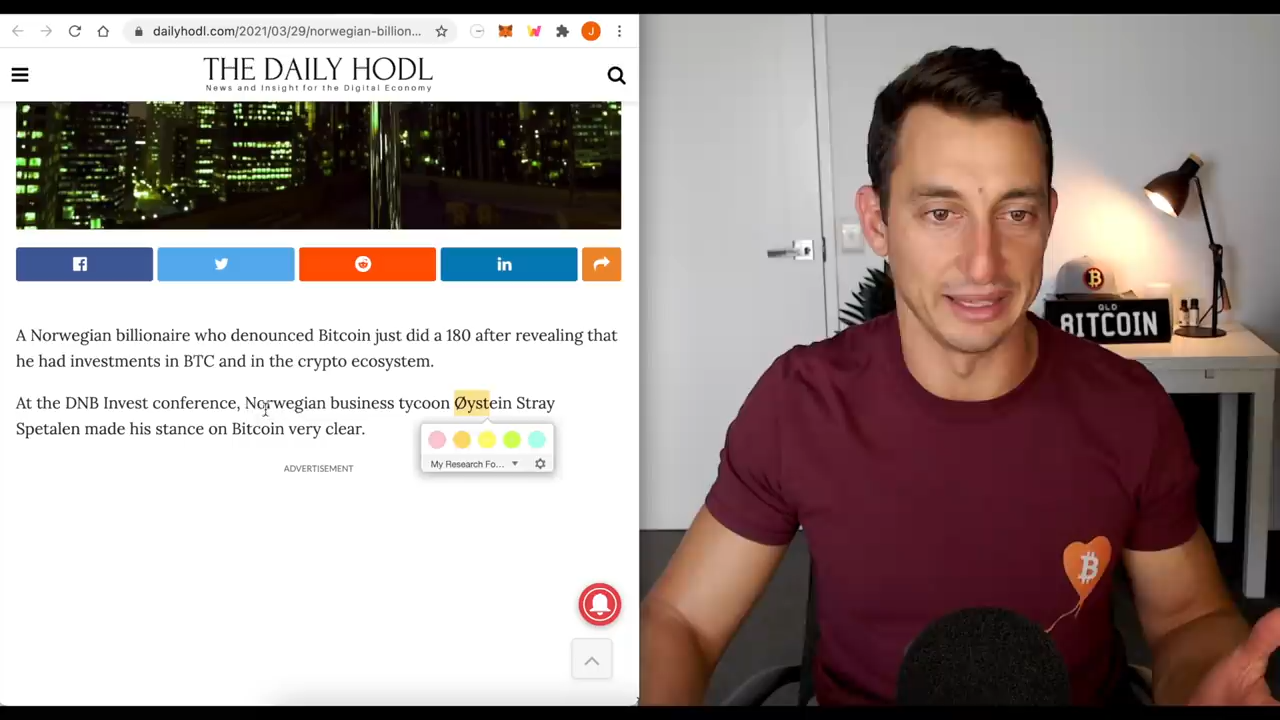 dailyhodl.com/2021/03/29/norwegian-billion...
J
THE DAILY HODL
News and Insight for the Digital Economy
in
A Norwegian billionaire who denounced Bitcoin just did a 180 after revealing that
he had investments in BTC and in the crypto ecosystem.
At the DNB Invest conference, Norwegian business tycoon Øystein Stray
Spetalen made his stance on Bitcoin very clear.
My Research Fo...
ADVERTISEMENT
QLD
BITCOIN